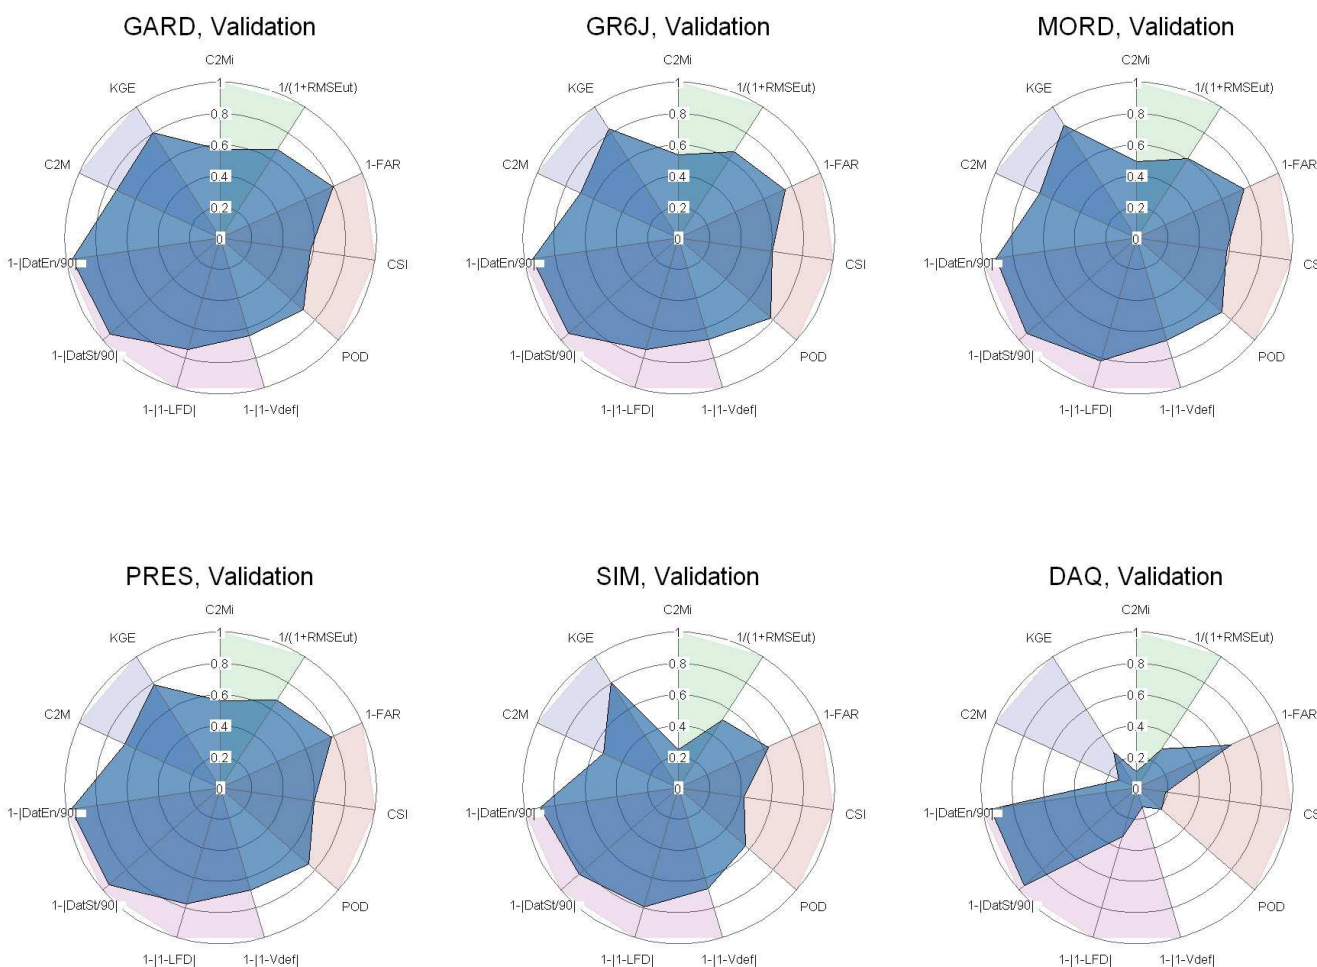 GARD, Validation
C2Mi
1/(1+RMSEut)
1-FAR
CSI
POD
1-|1-Vdef|
1-|1-LFD|
1-|DatSt/90|
1-|DatEn/90|
C2M
KGE
1
0.8
0.6
0.4
0.2
0
GR6J, Validation
C2Mi
1/(1+RMSEut)
1-FAR
CSI
POD
1-|1-Vdef|
1-|1-LFD|
1-|DatSt/90|
1-|DatEn/90|
C2M
KGE
1
0.8
0.6
0.4
0.2
0
MORD, Validation
C2Mi
1/(1+RMSEut)
1-FAR
CS
POD
1-|1-Vdef|
1-|1-LFD|
1-|DatSt/90|
1-|DatEn/90|
C2M
KGE
1
0.8
0.6
0.4
0.2
0
PRES, Validation
C2Mi
1/(1+RMSEut)
1-FAR
CSI
POD
1-|1-Vdef|
1-|1-LFD|
1-|DatSt/90|
1-|DatEn/90|
C2M
KGE
1
0.8
0.6
0.4
0.2
0
SIM, Validation
C2Mi
1/(1+RMSEut)
1-FAR
CSI
POD
1-|1-Vdef|
1-|1-LFD|
1-|DatSt/90|
1-|DatEn/90|
C2M
KGE
1
0.8
0.6
0.4
0.2
0
DAQ, Validation
C2Mi
1/(1+RMSEut)
1-FAR
CS
POD
1-|1-Vdef|
1-|1-LFD|
1-|DatSt/90|
1-|DatEn/90|
C2M
KGE
1
0.8
0.6
0.4
0.2
0